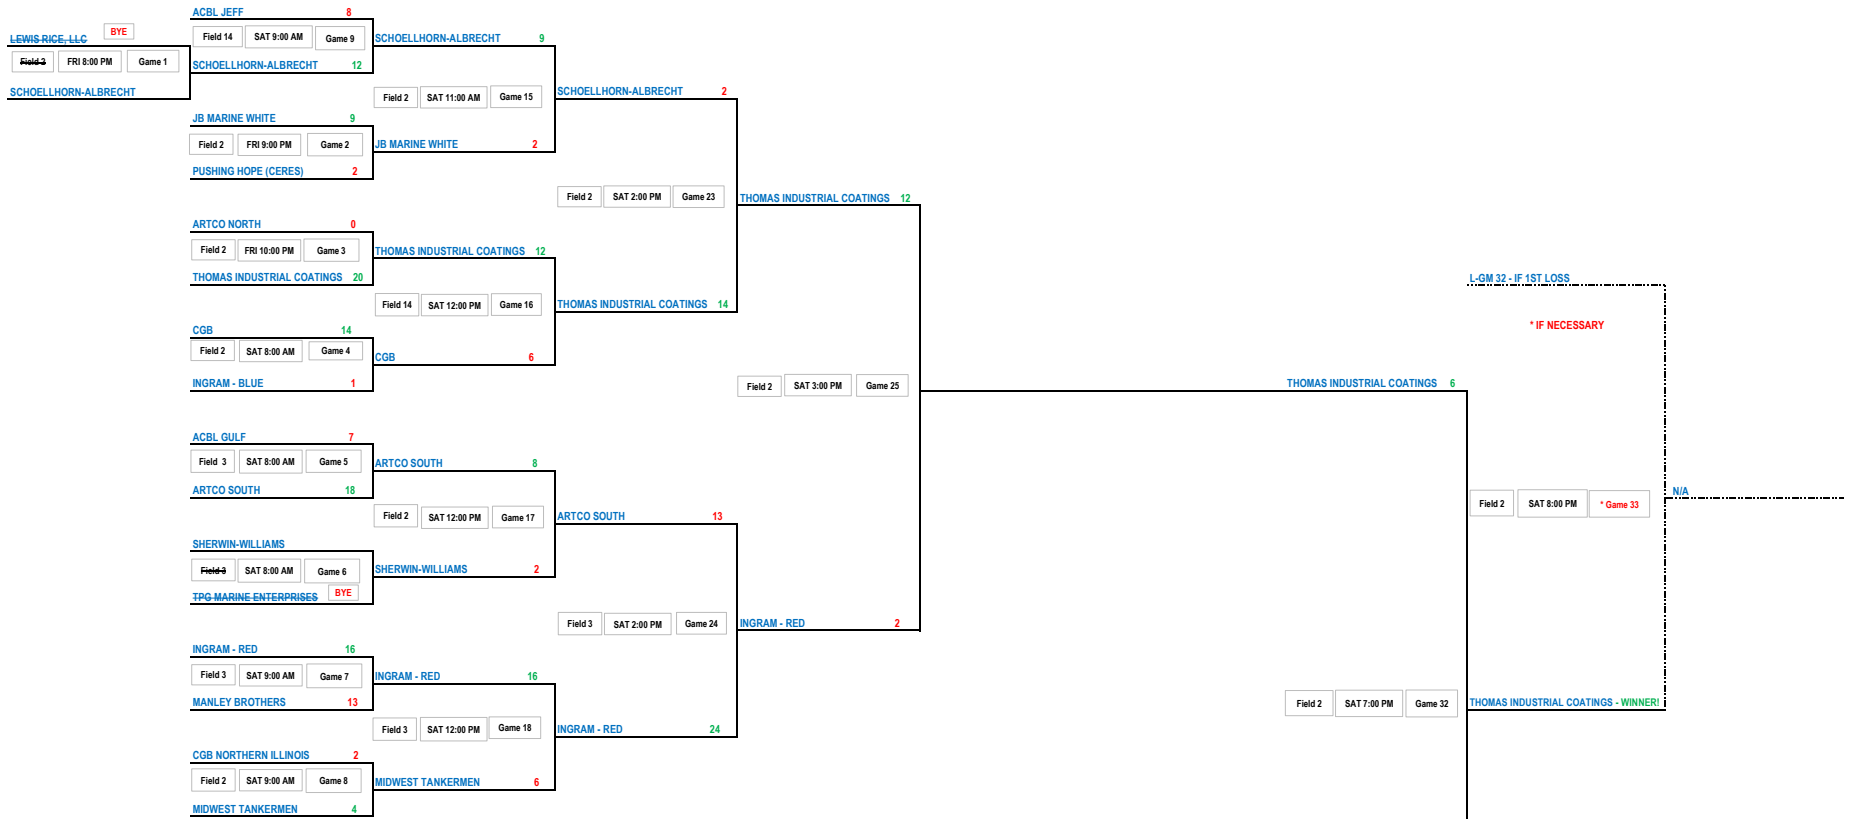 ACBL JEFF 8
LEWIS RICE, LLC BYE
Field 14 SAT 9:00 AM Game 9
SCHOELLHORN-ALBRECHT 9
Field 2 FRI 8:00 PM Game 1
SCHOELLHORN-ALBRECHT 12
SCHOELLHORN-ALBRECHT
Field 2 SAT 11:00 AM Game 15
SCHOELLHORN-ALBRECHT 2
JB MARINE WHITE 9
Field 2 FRI 9:00 PM Game 2
JB MARINE WHITE 2
PUSHING HOPE (CERES) 2
Field 2 SAT 2:00 PM Game 23
THOMAS INDUSTRIAL COATINGS 12
ARTCO NORTH 0
Field 2 FRI 10:00 PM Game 3
THOMAS INDUSTRIAL COATINGS 12
THOMAS INDUSTRIAL COATINGS 20
L-GM 32 - IF 1ST LOSS
Field 14 SAT 12:00 PM Game 16
THOMAS INDUSTRIAL COATINGS 14
* IF NECESSARY
CGB 14
Field 2 SAT 8:00 AM Game 4
CGB 6
INGRAM - BLUE 1
Field 2 SAT 3:00 PM Game 25
THOMAS INDUSTRIAL COATINGS 6
ACBL GULF 7
Field 3 SAT 8:00 AM Game 5
ARTCO SOUTH 8
ARTCO SOUTH 18
N/A
Field 2 SAT 8:00 PM * Game 33
Field 2 SAT 12:00 PM Game 17
ARTCO SOUTH 13
SHERWIN-WILLIAMS
Field 3 SAT 8:00 AM Game 6
SHERWIN-WILLIAMS 2
TPG MARINE ENTERPRISES BYE
Field 3 SAT 2:00 PM Game 24
INGRAM - RED 2
INGRAM - RED 16
Field 3 SAT 9:00 AM Game 7
INGRAM - RED 16
MANLEY BROTHERS 13
Field 2 SAT 7:00 PM Game 32
THOMAS INDUSTRIAL COATINGS - WINNER!
Field 3 SAT 12:00 PM Game 18
INGRAM - RED 24
CGB NORTHERN ILLINOIS 2
Field 2 SAT 9:00 AM Game 8
MIDWEST TANKERMEN 6
MIDWEST TANKERMEN 4